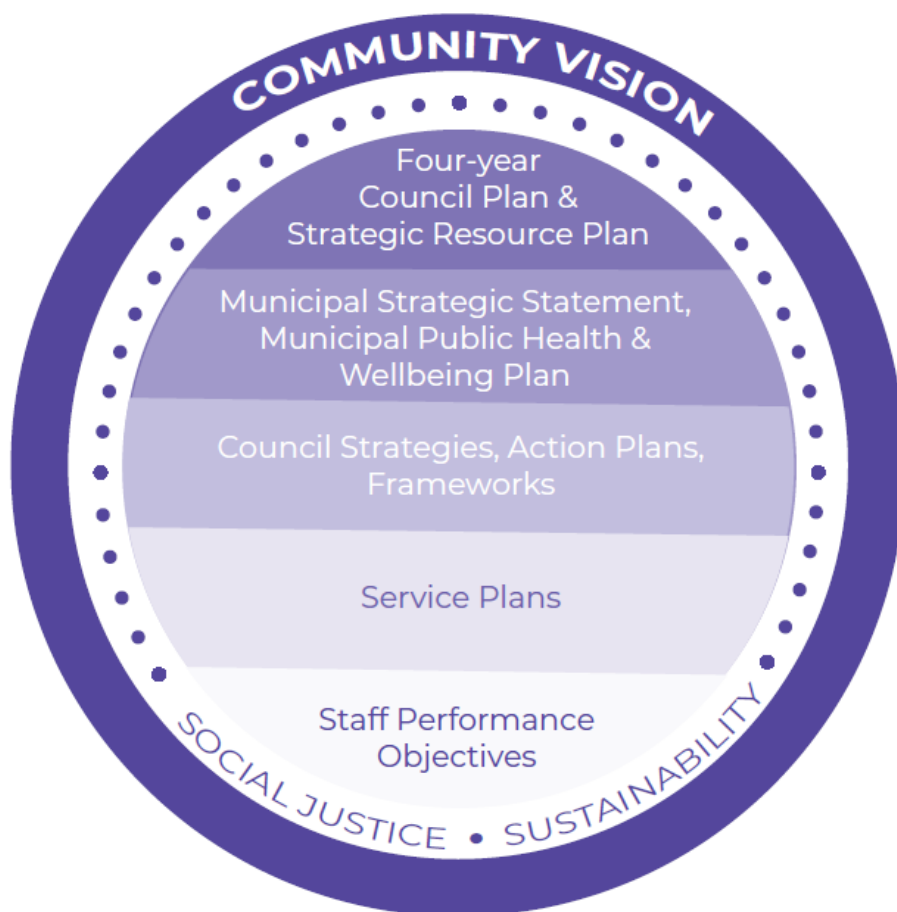 COMMUNITY VISION
Four-year
Council Plan &
Strategic Resource Plan
Municipal Strategic Statement,
Municipal Public Health &
Wellbeing Plan
Council Strategies, Action Plans,
Frameworks
Service Plans
Staff Performance
Objectives
SOCIAL JUSTICE • SUSTAINABILITY